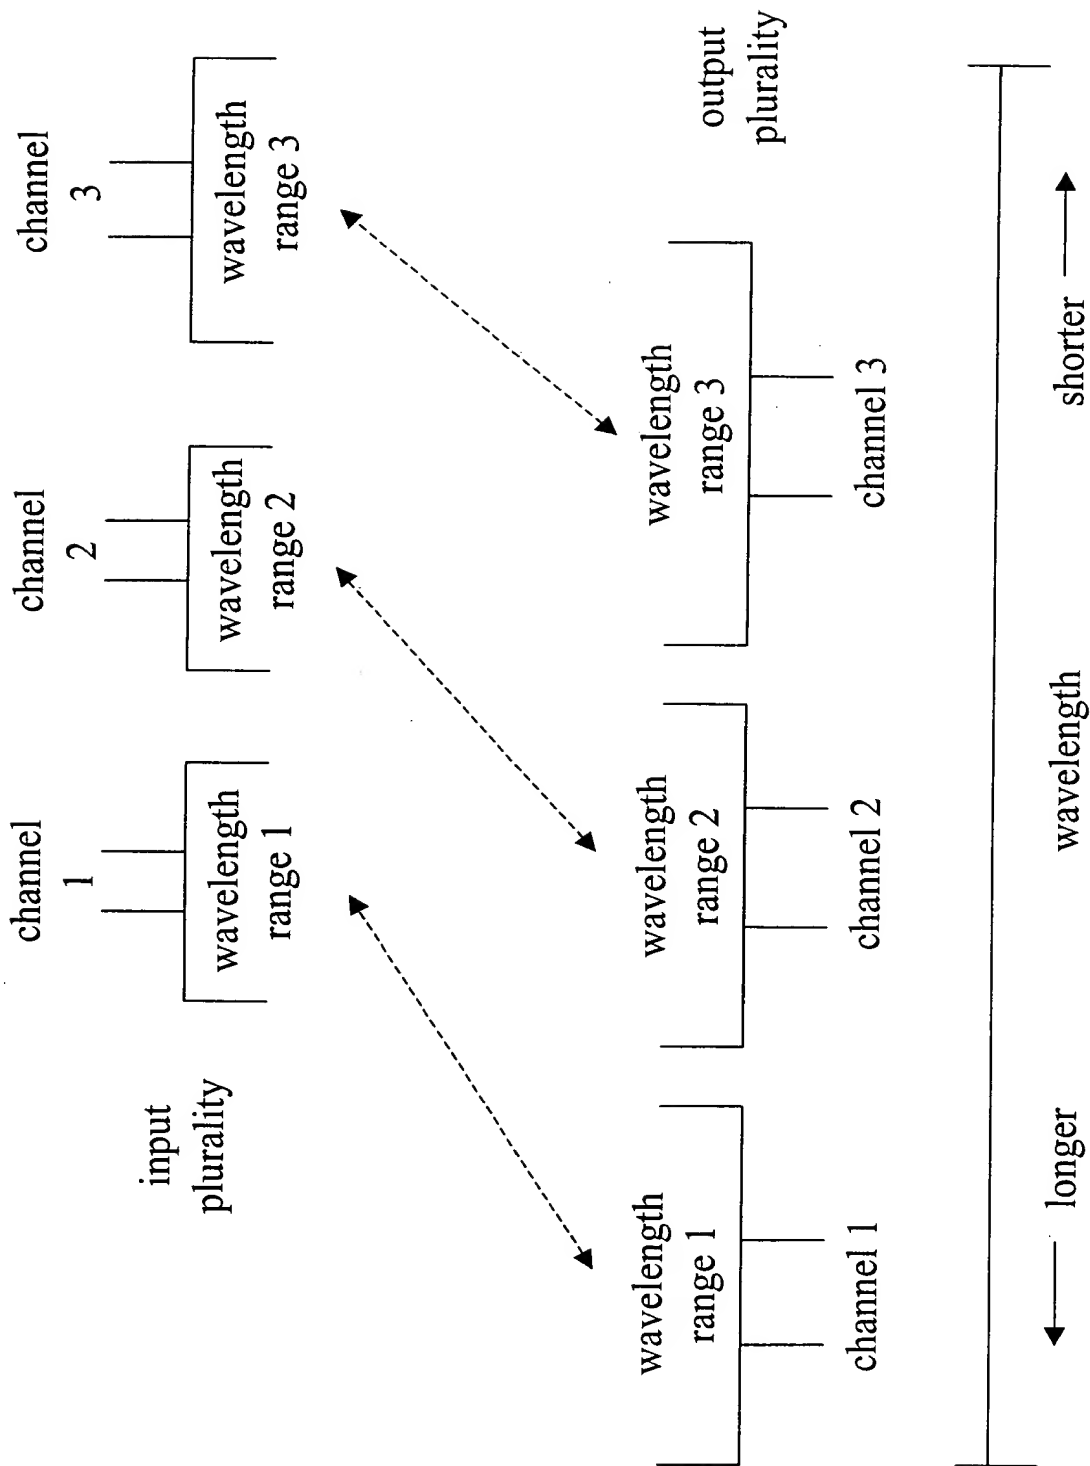 channel
1
channel
2
channel
3
input
plurality
wavelength
range 1
wavelength
range 2
wavelength
range 3
wavelength
range 1
wavelength
range 2
wavelength
range 3
output
plurality
channel 1
channel 2
channel 3
longer
wavelength
shorter